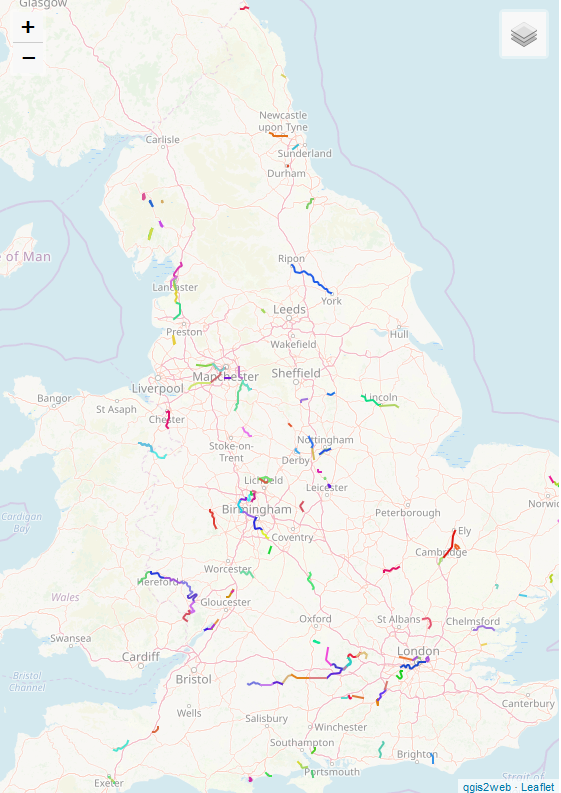 Glasgow
+
−
Newcastle
upon Tyne
Carlisle
Sunderland
Durham
e of Man
Ripon
Lancaster
York
Leeds
Preston
Hull
Wakefield
Manchester
Sheffield
Liverpool
Bangor
Lincoln
St Asaph
Chester
Stoke-on-
Trent
Nottingham
Derby
Lichfield
Leicester
Norwic
Birmingham
Peterborough
Cardigan
Bay
Ely
Coventry
Cambridge
Worcester
Hereford
Wales
Gloucester
Oxford
St Albans
Chelmsford
Swansea
Cardiff
London
Bristol
Bristol
Channel
Canterbury
Wells
Salisbury
Winchester
Southampton
Brighton
Portsmouth
Strait of
Exeter
qgis2web · Leaflet